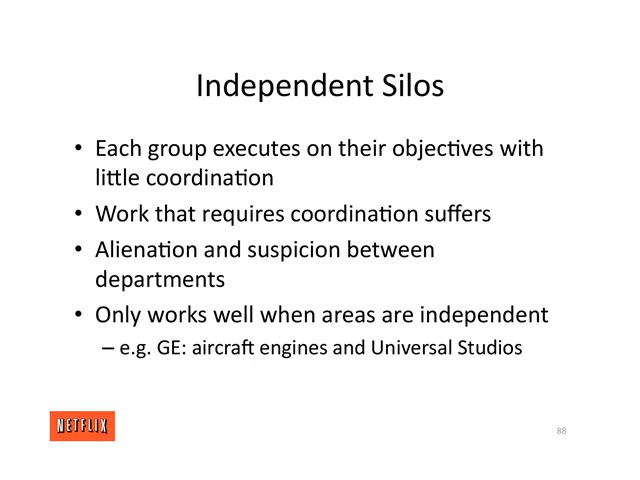 Independent Silos
• Each group executes on their objectives with
little coordination
• Work that requires coordination suffers
• Alienation and suspicion between
departments
• Only works well when areas are independent
– e.g. GE: aircraft engines and Universal Studios
NETFLIX
88